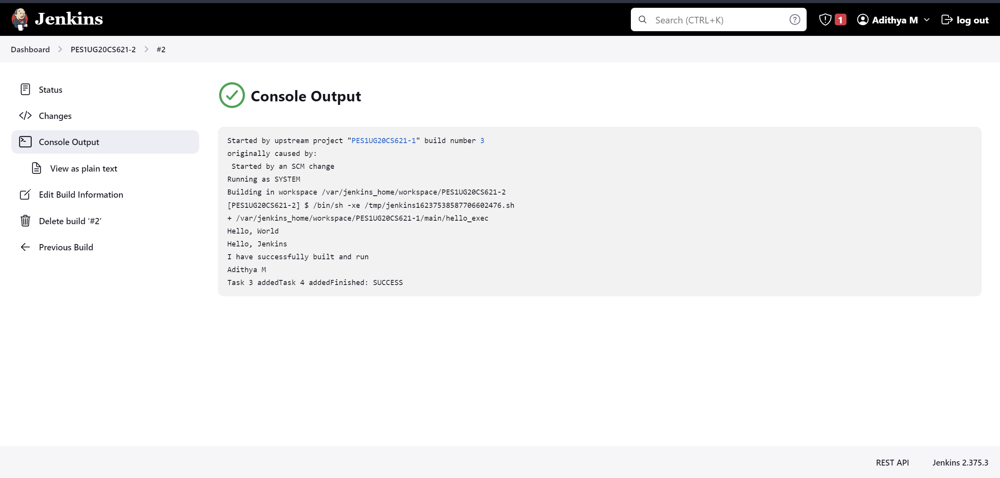 Jenkins
Search (CTRL+K)
1
Adithya M
log out
Dashboard
PES1UG20CS621-2
#2
Status
Changes
Console Output
View as plain text
Edit Build Information
Delete build ‘#2’
Previous Build
Console Output
Started by upstream project "PES1UG20CS621-1" build number 3
originally caused by:
 Started by an SCM change
Running as SYSTEM
Building in workspace /var/jenkins_home/workspace/PES1UG20CS621-2
[PES1UG20CS621-2] $ /bin/sh -xe /tmp/jenkins16237538587706602476.sh
+ /var/jenkins_home/workspace/PES1UG20CS621-1/main/hello_exec
Hello, World
Hello, Jenkins
I have successfully built and run
Adithya M
Task 3 addedTask 4 addedFinished: SUCCESS
REST API
Jenkins 2.375.3